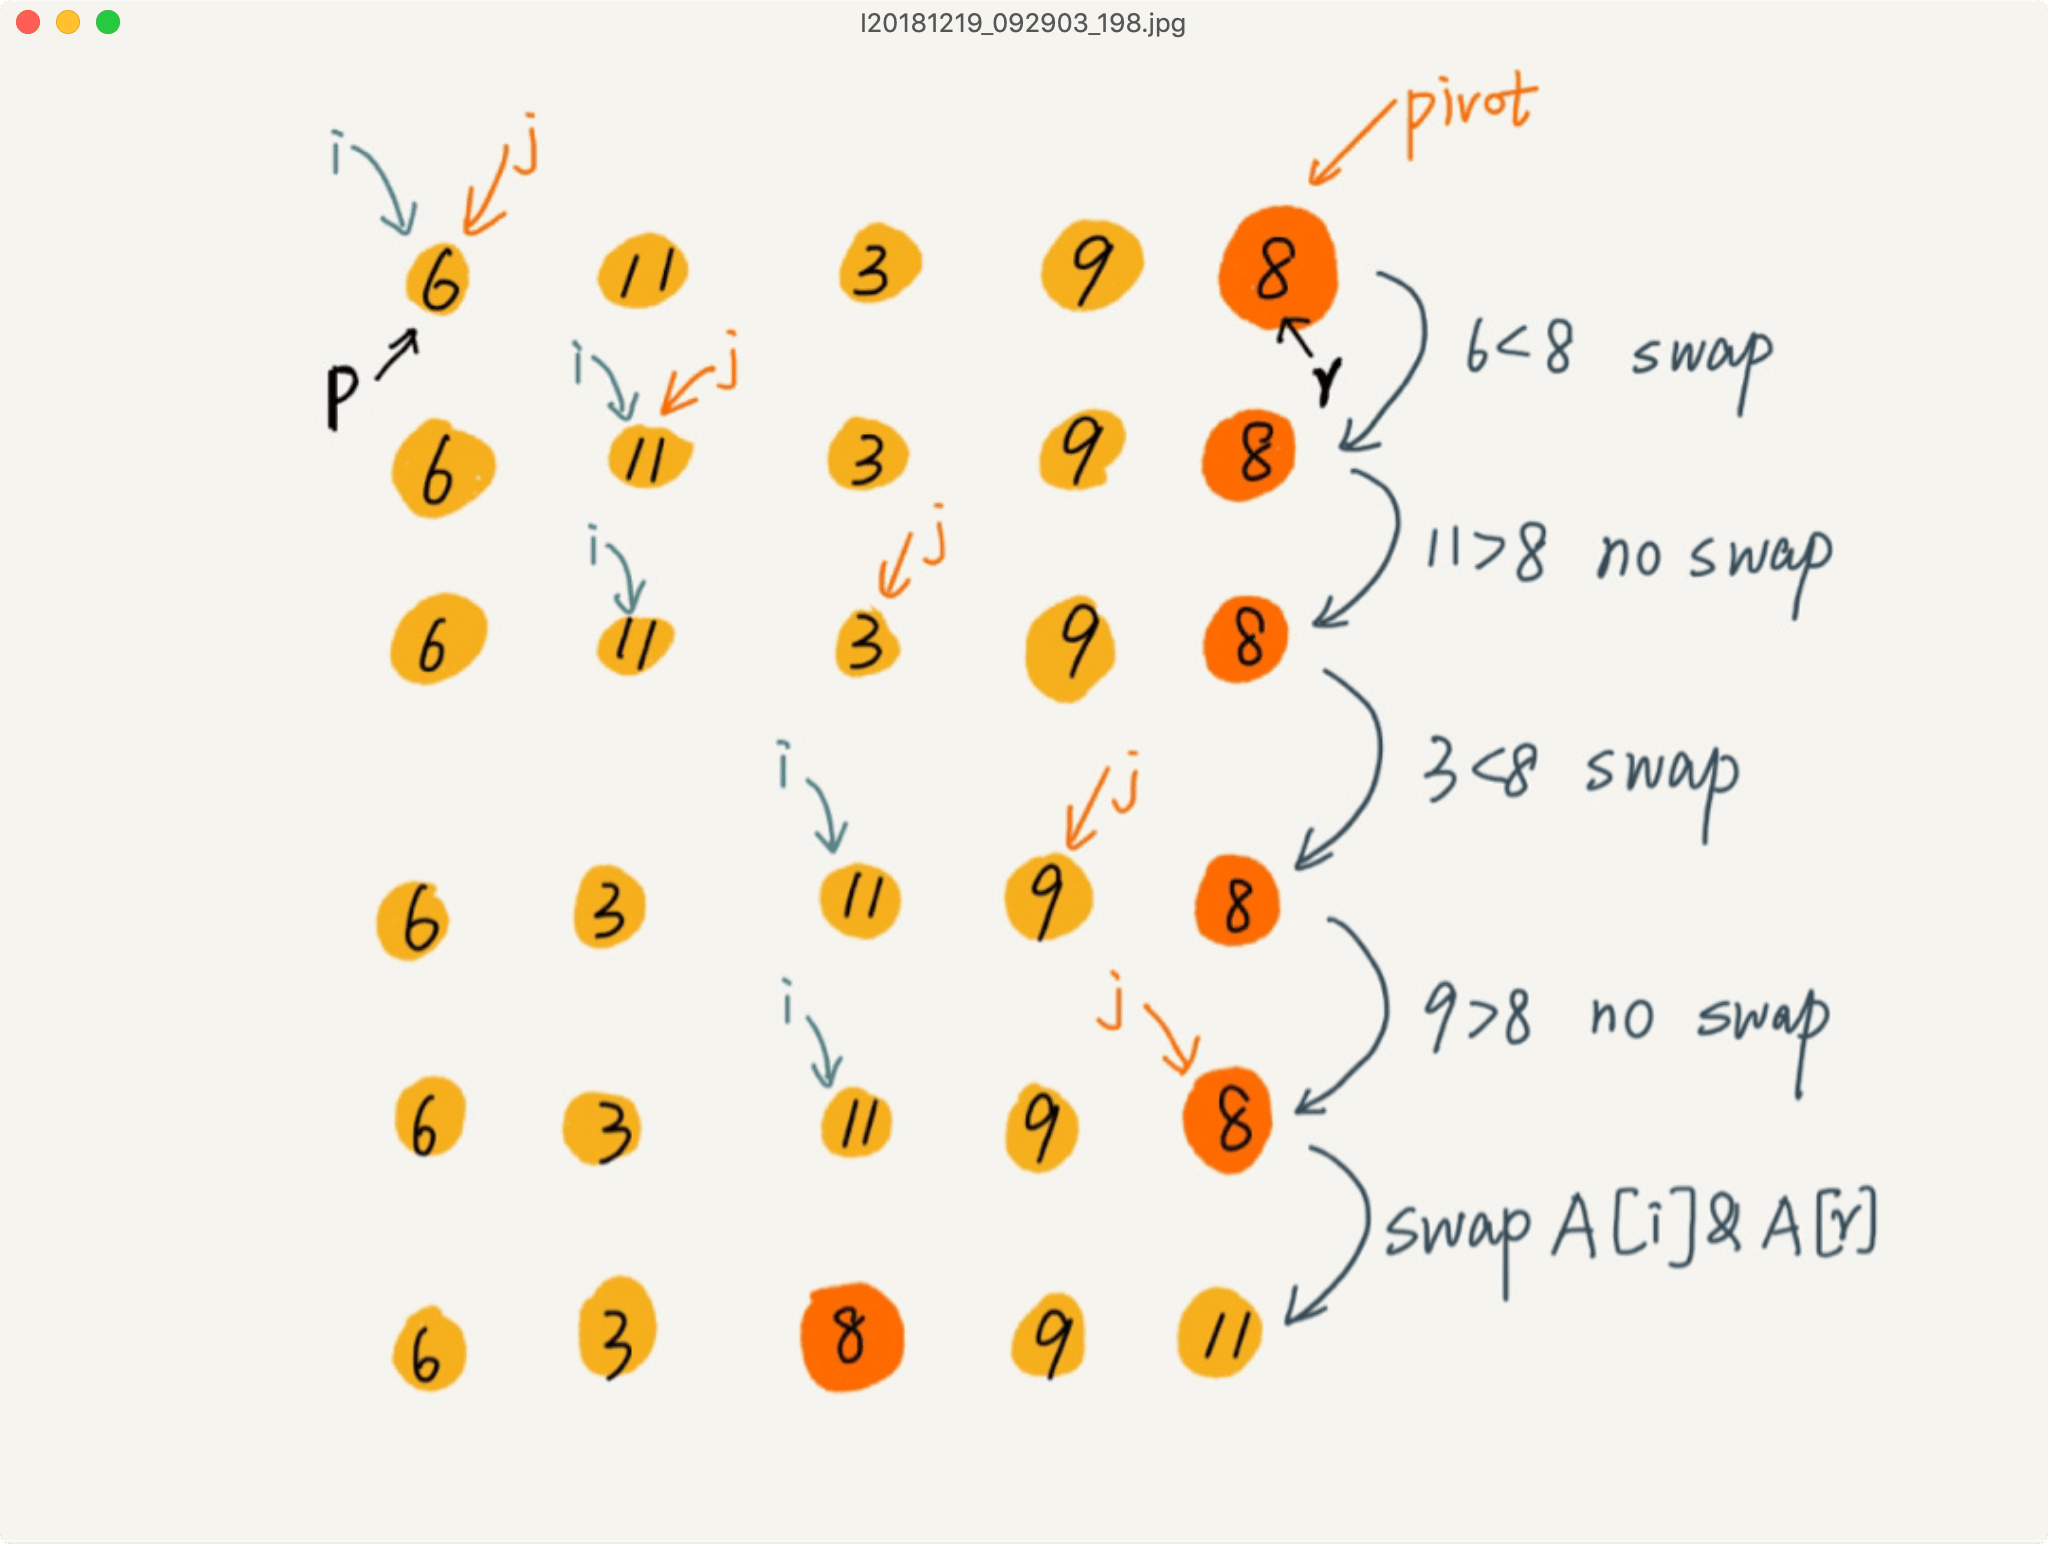 I20181219_092903_198.jpg
pivot
i j
6 11 3 9 8
p r
6<8 swap
i j
6 11 3 9 8
11>8 no swap
i j
6 11 3 9 8
3<8 swap
i j
6 3 11 9 8
9>8 no swap
i j
6 3 11 9 8
swap A[i]&A[r]
6 3 8 9 11